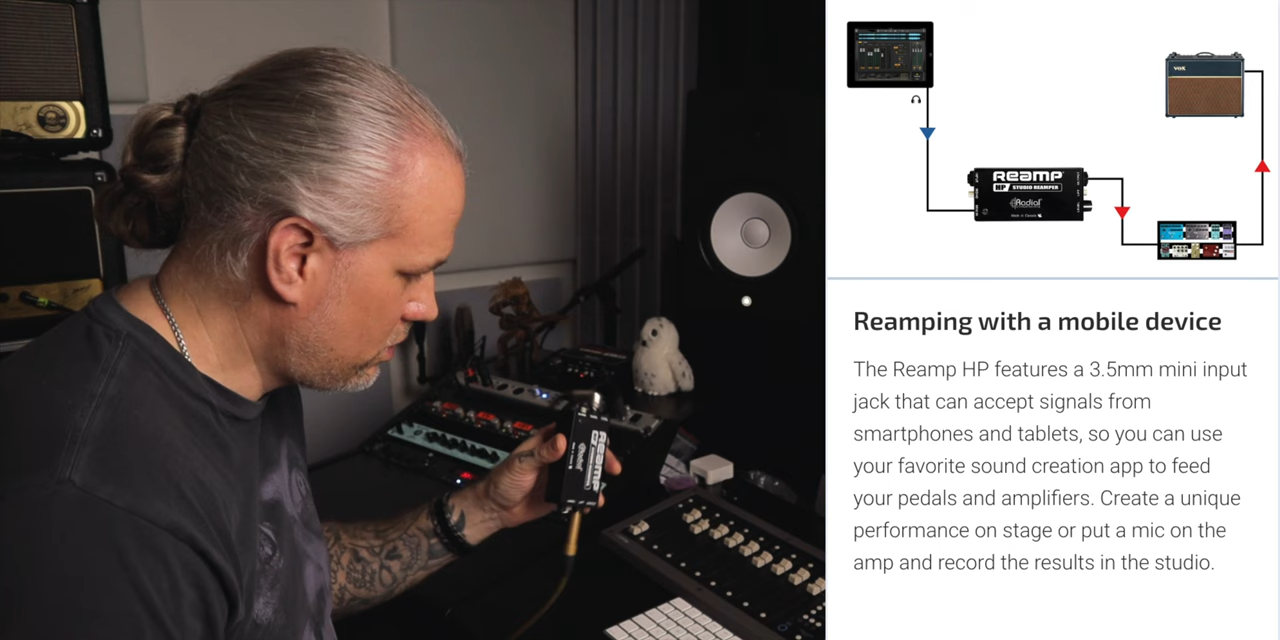 VOX
REAMP
HP STUDIO REAMPER
Radial
REAMP
Radial
Reamping with a mobile device
The Reamp HP features a 3.5mm mini input
jack that can accept signals from
smartphones and tablets, so you can use
your favorite sound creation app to feed
your pedals and amplifiers. Create a unique
performance on stage or put a mic on the
amp and record the results in the studio.